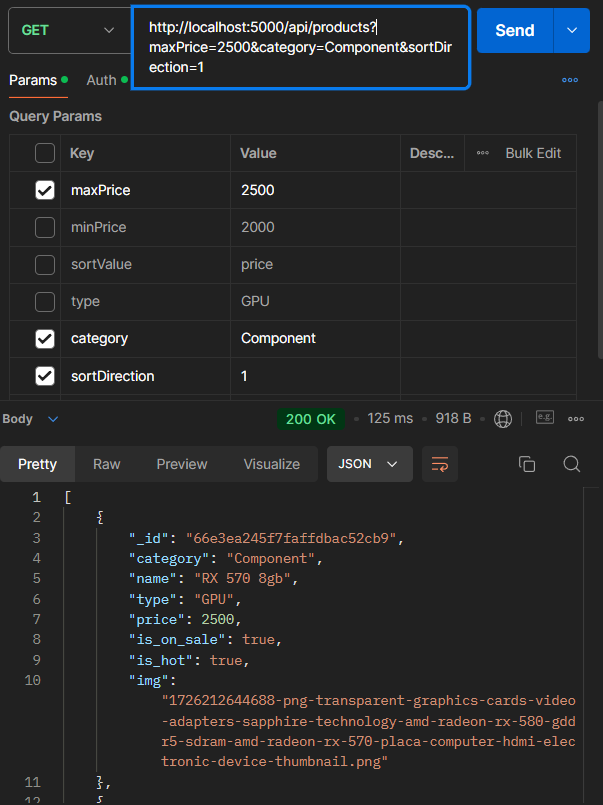 GET
http://localhost:5000/api/products?
maxPrice=2500&category=Component&sortDir
ection=1
Send
Params
Auth
Query Params
Key Value Desc... Bulk Edit
maxPrice 2500
minPrice 2000
sortValue price
type GPU
category Component
sortDirection 1
Body 200 OK 125 ms 918 B e.g.
Pretty Raw Preview Visualize JSON
1 [
2 {
3 "_id": "66e3ea245f7faffdbac52cb9",
4 "category": "Component",
5 "name": "RX 570 8gb",
6 "type": "GPU",
7 "price": 2500,
8 "is_on_sale": true,
9 "is_hot": true,
10 "img":
"1726212644688-png-transparent-graphics-cards-video
-adapters-sapphire-technology-amd-radeon-rx-580-gdd
r5-sdram-amd-radeon-rx-570-placa-computer-hdmi-elec
tronic-device-thumbnail.png"
11 },
12 {